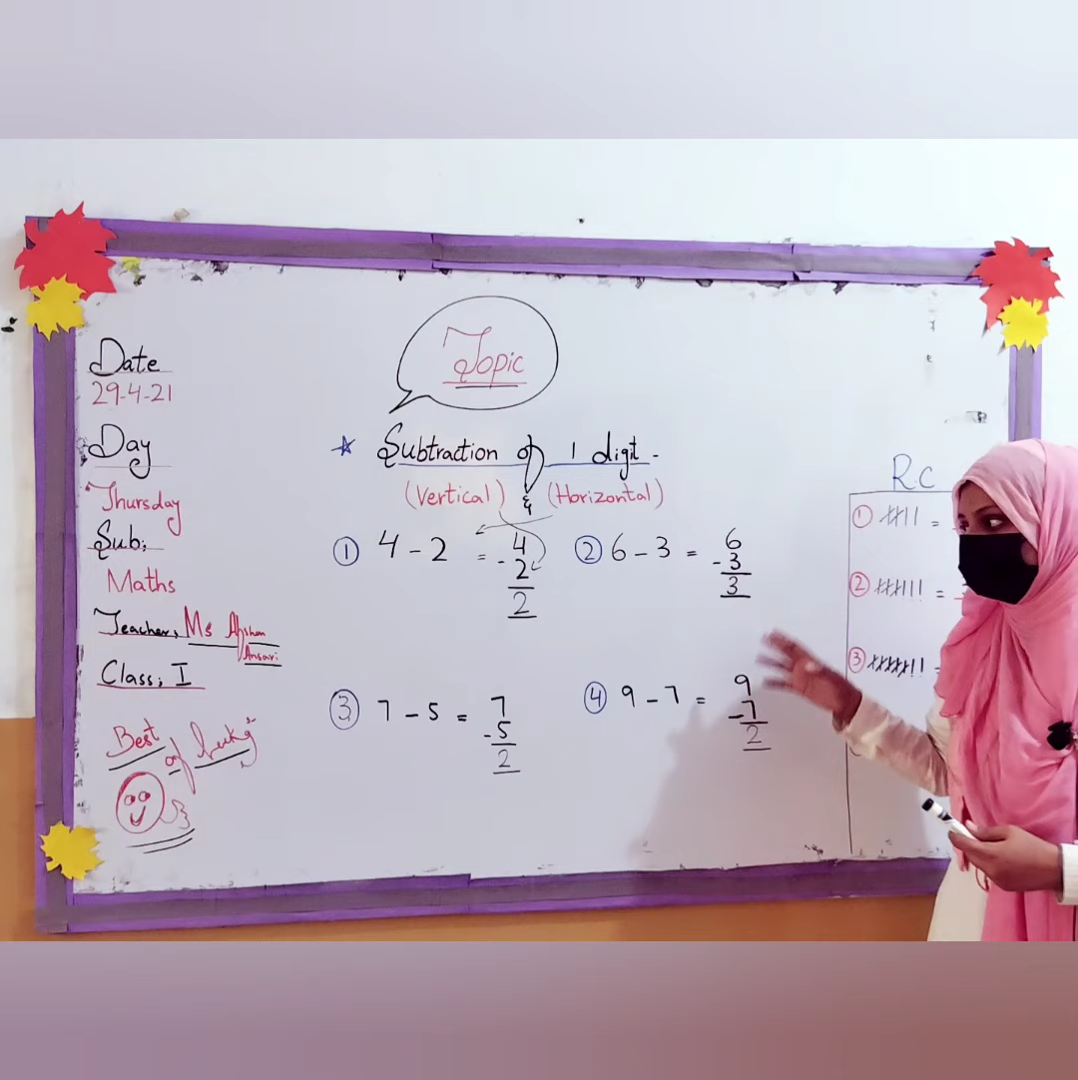 Date
29-4-21
Day
Thursday
Sub;
Maths
Teacher, Ms Afshan
Ansari
Class, I
Best of luck
Topic
Subtraction of 1 digit -
(Vertical) & (Horizontal)
① 4 - 2 = 4
- 2
2
② 6 - 3 = 6
- 3
3
③ 7 - 5 = 7
- 5
2
④ 9 - 7 = 9
- 7
2
R.C
① =
② =
③